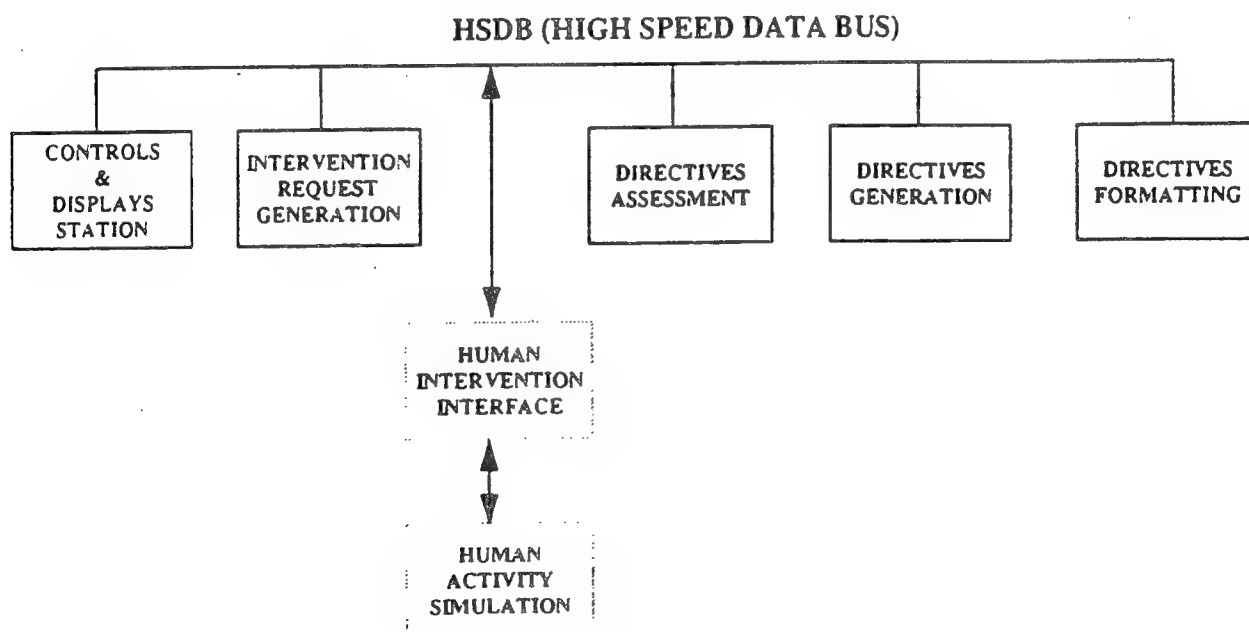 HSDB (HIGH SPEED DATA BUS)
CONTROLS
&
DISPLAYS
STATION
INTERVENTION
REQUEST
GENERATION
DIRECTIVES
ASSESSMENT
DIRECTIVES
GENERATION
DIRECTIVES
FORMATTING
HUMAN
INTERVENTION
INTERFACE
HUMAN
ACTIVITY
SIMULATION